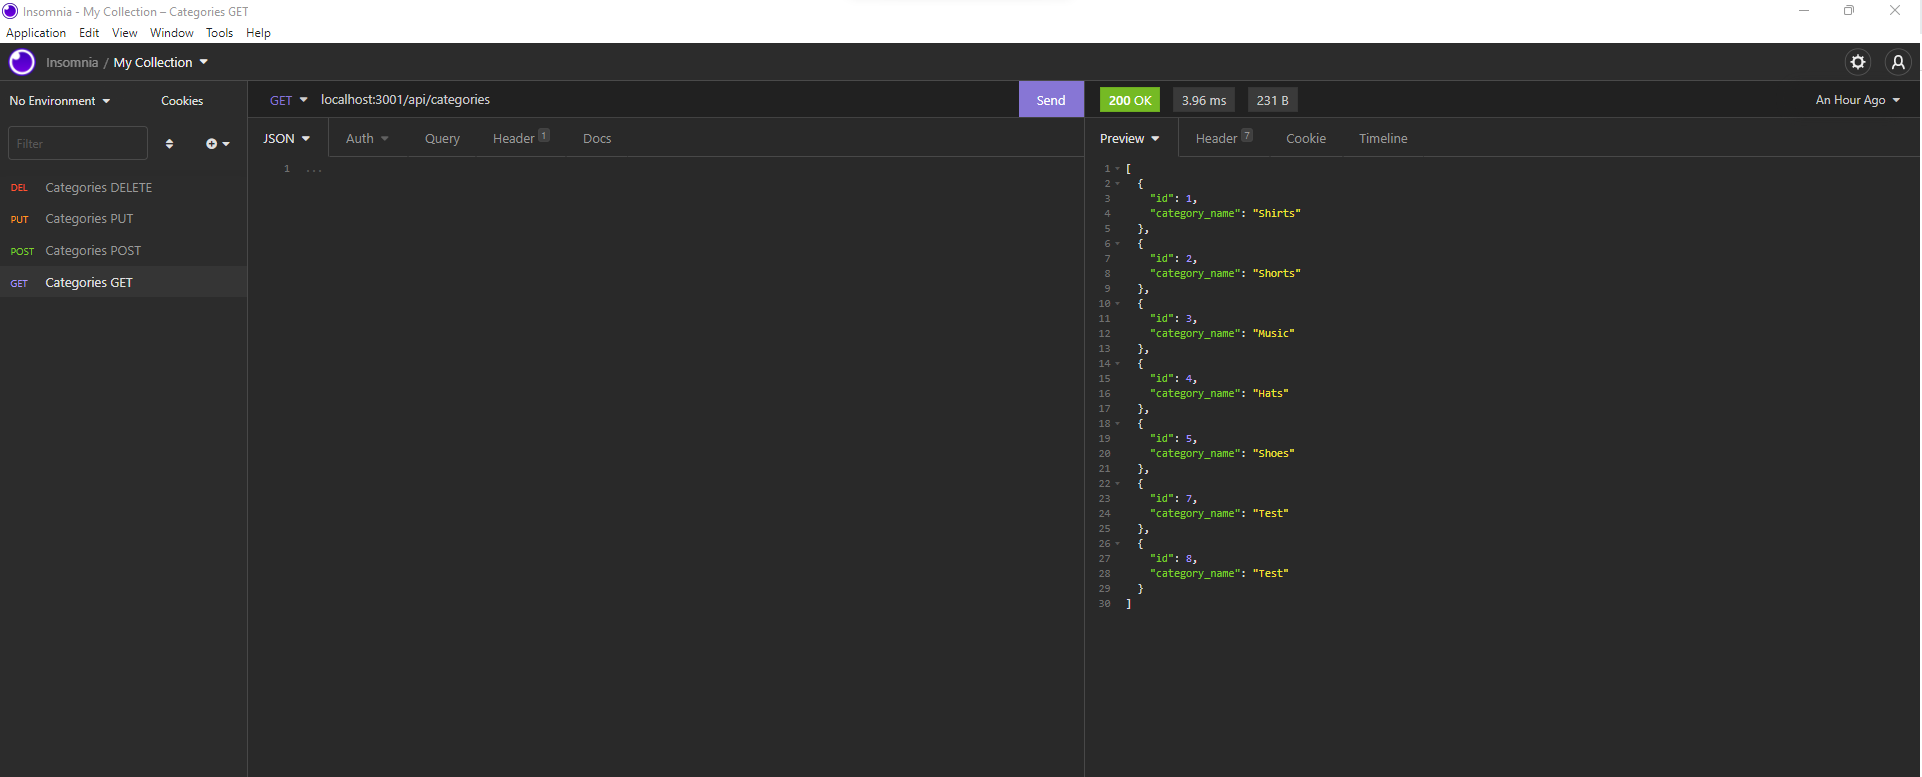 Insomnia - My Collection – Categories GET
Application Edit View Window Tools Help
Insomnia / My Collection
No Environment Cookies
Filter
DEL Categories DELETE
PUT Categories PUT
POST Categories POST
GET Categories GET
GET localhost:3001/api/categories Send
JSON Auth Query Header 1 Docs
1 ...
200 OK 3.96 ms 231 B An Hour Ago
Preview Header 7 Cookie Timeline
1 [
2 {
3 "id": 1,
4 "category_name": "Shirts"
5 },
6 {
7 "id": 2,
8 "category_name": "Shorts"
9 },
10 {
11 "id": 3,
12 "category_name": "Music"
13 },
14 {
15 "id": 4,
16 "category_name": "Hats"
17 },
18 {
19 "id": 5,
20 "category_name": "Shoes"
21 },
22 {
23 "id": 7,
24 "category_name": "Test"
25 },
26 {
27 "id": 8,
28 "category_name": "Test"
29 }
30 ]